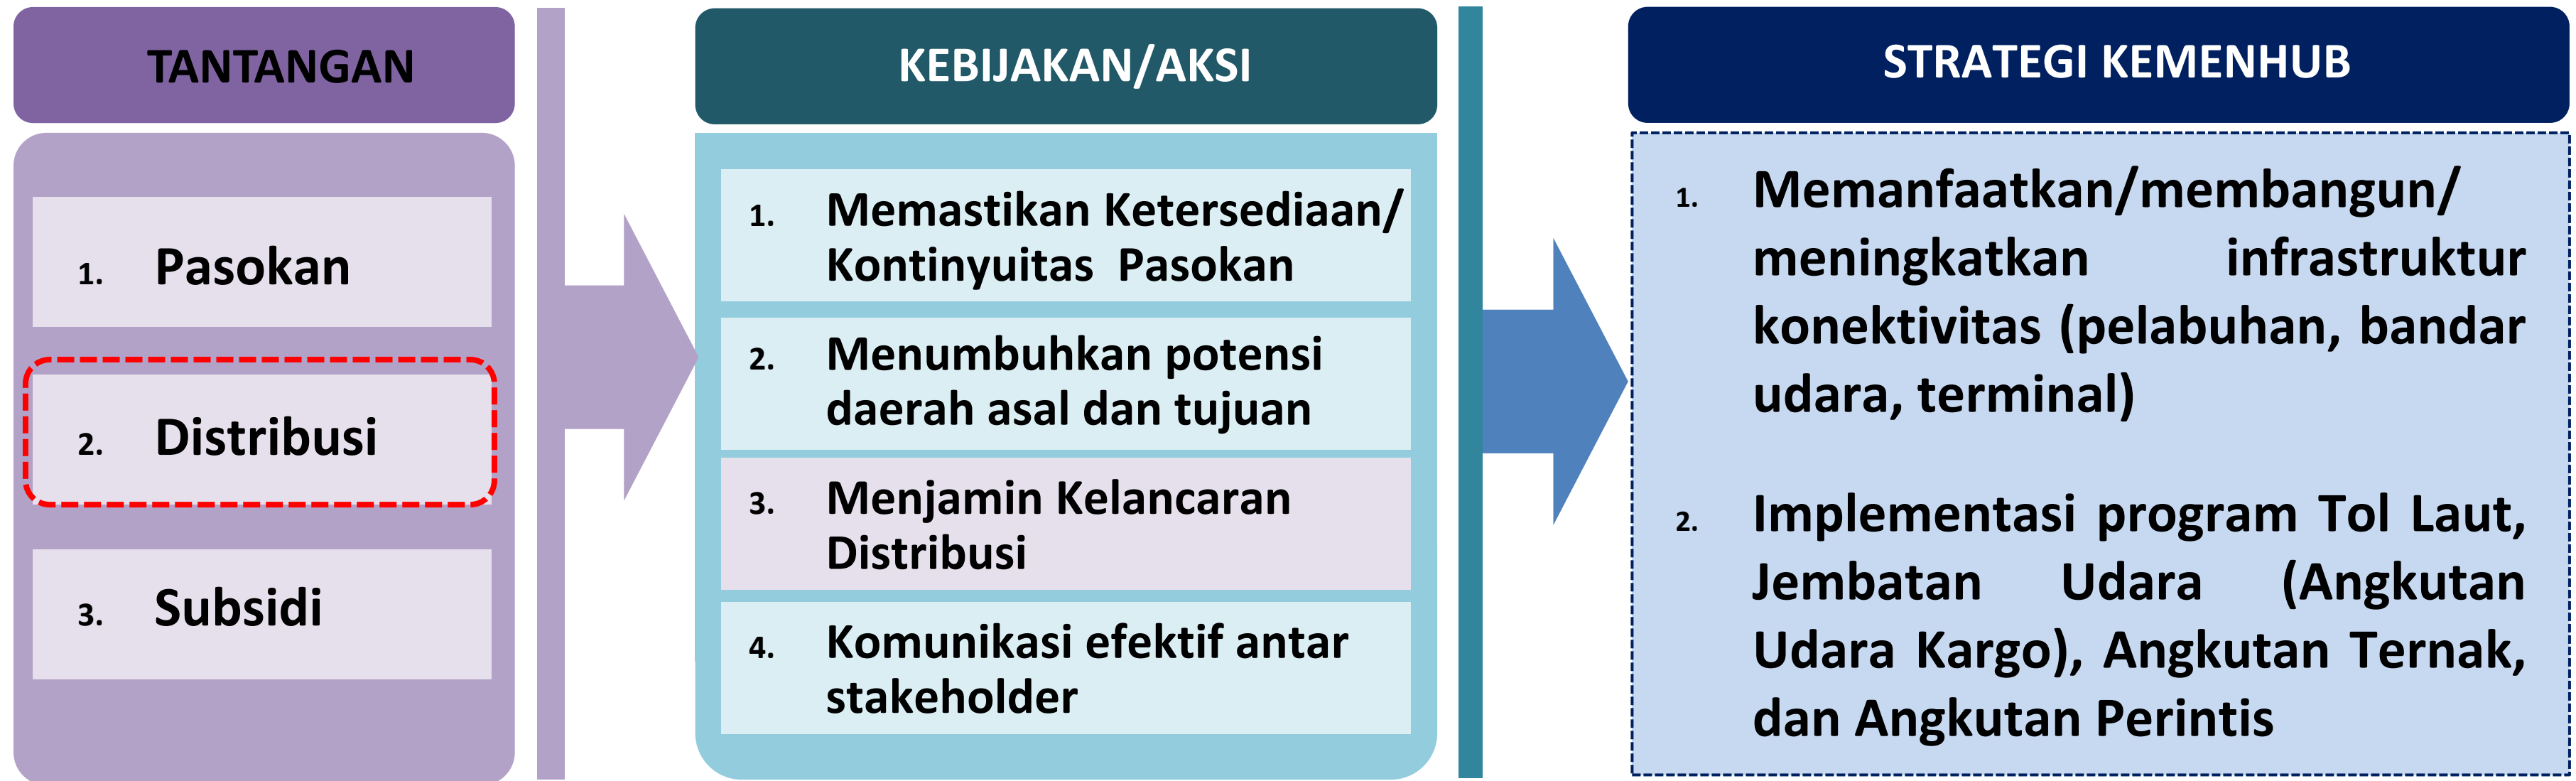 TANTANGAN
1. Pasokan
2. Distribusi
3. Subsidi
KEBIJAKAN/AKSI
1. Memastikan Ketersediaan/
Kontinyuitas Pasokan
2. Menumbuhkan potensi
daerah asal dan tujuan
3. Menjamin Kelancaran
Distribusi
4. Komunikasi efektif antar
stakeholder
STRATEGI KEMENHUB
1. Memanfaatkan/membangun/
meningkatkan infrastruktur
konektivitas (pelabuhan, bandar
udara, terminal)
2. Implementasi program Tol Laut,
Jembatan Udara (Angkutan
Udara Kargo), Angkutan Ternak,
dan Angkutan Perintis